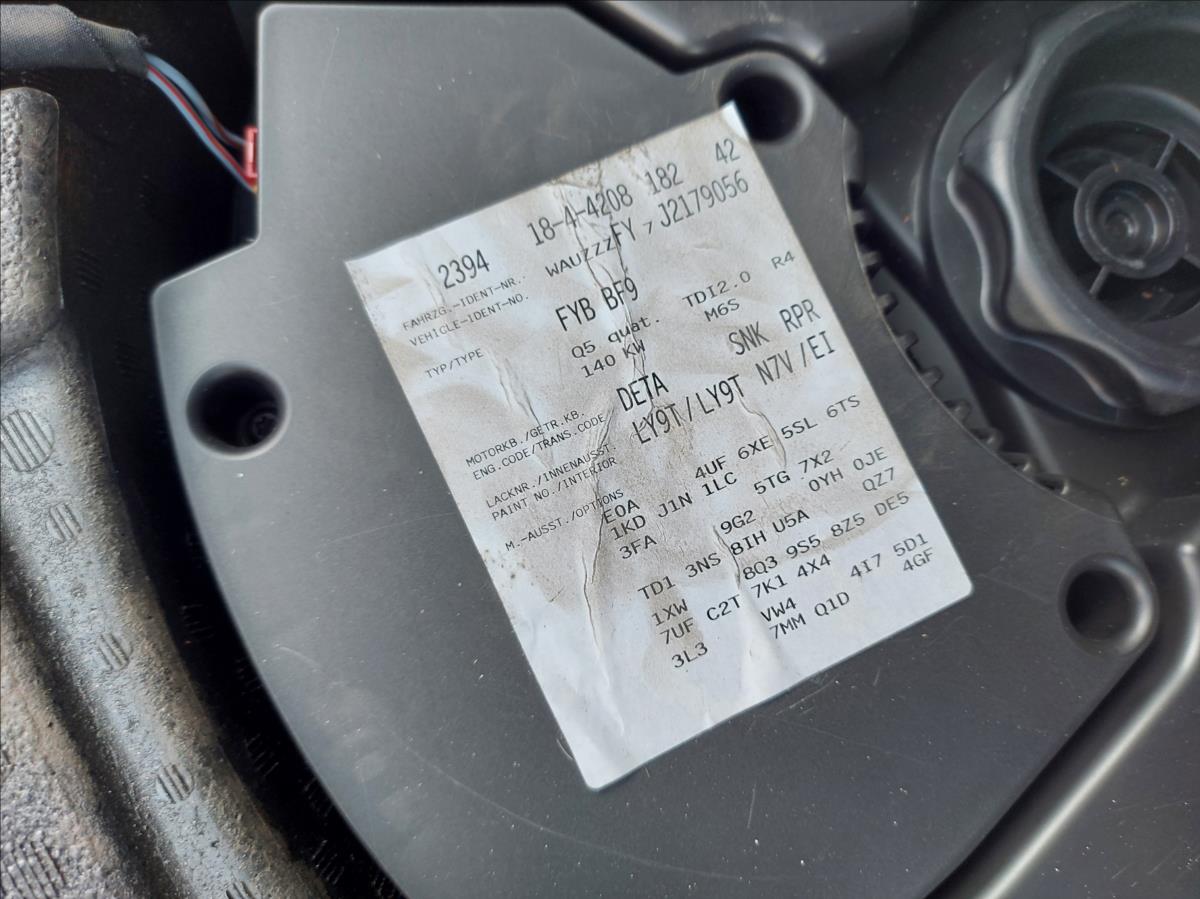 2394 18-4-4208 182 42
FAHRZG.-IDENT-NR. WAUZZZFY7J2179056
VEHICLE-IDENT-NO.
TYP/TYPE FYB BF9
Q5 quat. TDI2.0 R4
140 KW M6S
MOTORKB./GETR.KB. DETA SNK RPR
ENG.CODE/TRANS.CODE
LACKNR./INNENAUSST. LY9T/LY9T N7V/EI
PAINT NO./INTERIOR
M.-AUSST./OPTIONS
E0A 4UF 6XE 5SL 6TS
1KD J1N 1LC 5TG 7X2
3FA 9G2 0YH 0JE
TD1 3NS 8IH U5A QZ7
1XW 8Q3 9S5 8Z5 DE5
7UF C2T 7K1 4X4
3L3 VW4 4I7 5D1
7MM Q1D 4GF